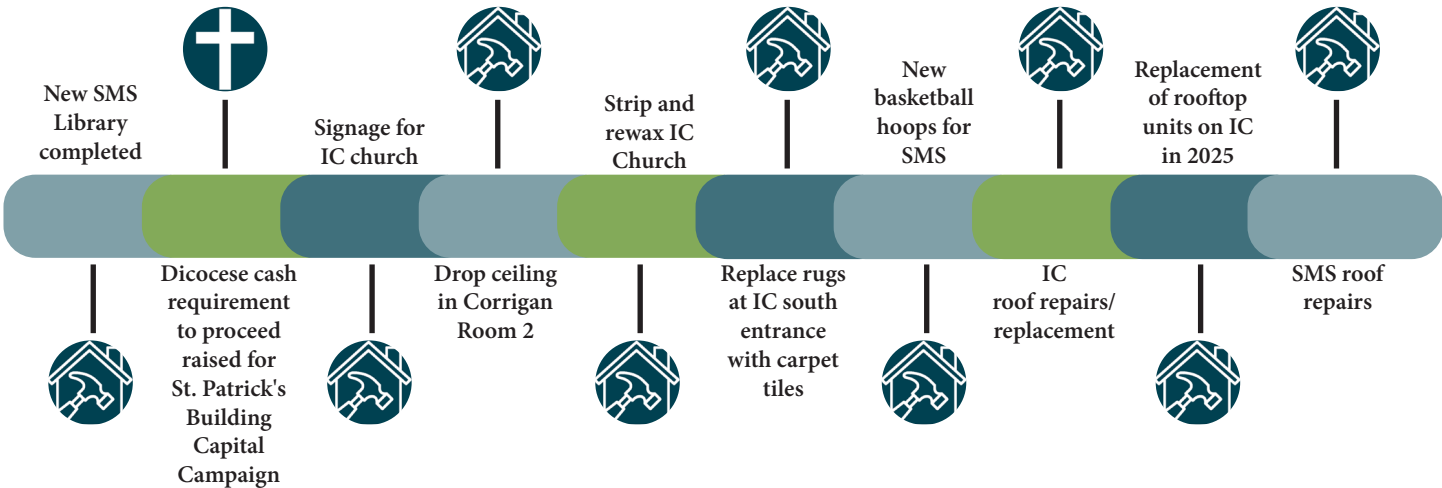 New SMS
Library
completed
Dicocese cash
requirement
to proceed
raised for
St. Patrick's
Building
Capital
Campaign
Signage for
IC church
Drop ceiling
in Corrigan
Room 2
Strip and
rewax IC
Church
Replace rugs
at IC south
entrance
with carpet
tiles
New
basketball
hoops for
SMS
IC
roof repairs/
replacement
Replacement
of rooftop
units on IC
in 2025
SMS roof
repairs